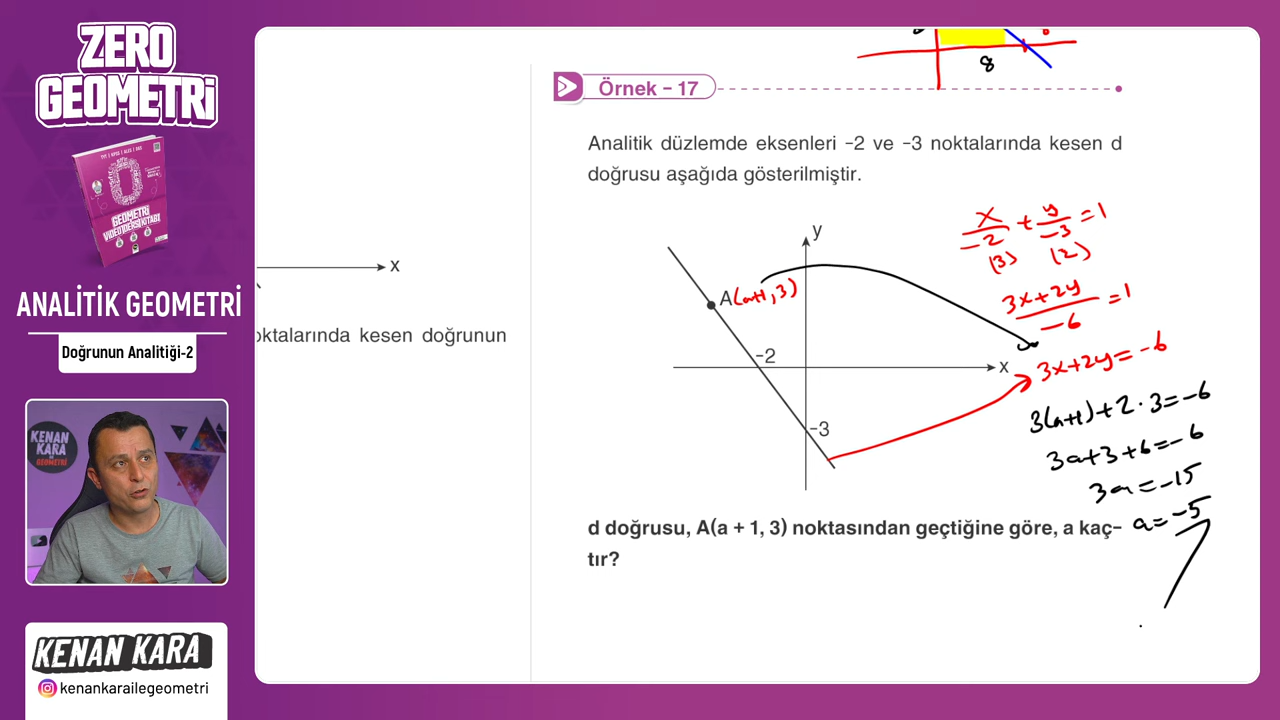 ZERO
GEOMETRİ
GEOMETRİ
VİDEO DERS KİTABI
ANALİTİK GEOMETRİ
Doğrunun Analitiği-2
KENAN
KARA
GEOMETRİ
KENAN KARA
kenankarailegeometri
x
oktalarında kesen doğrunun
8
Örnek – 17
Analitik düzlemde eksenleri –2 ve –3 noktalarında kesen d
doğrusu aşağıda gösterilmiştir.
y
A(a+1, 3)
–2
x
–3
x/-2 + y/-3 = 1
(3) (2)
3x+2y/-6 = 1
3x+2y=-6
3(a+1)+2·3=-6
3a+3+6=-6
3a=-15
a=-5
d doğrusu, A(a + 1, 3) noktasından geçtiğine göre, a kaç-
tır?